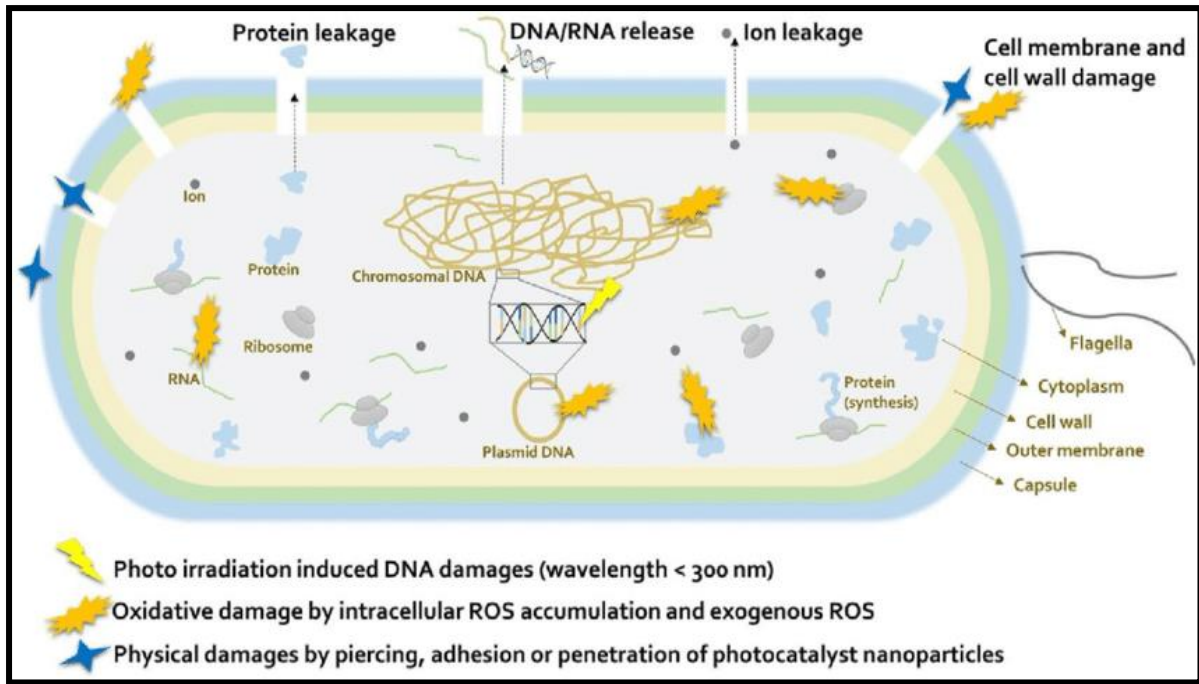 Protein leakage
DNA/RNA release
Ion leakage
Cell membrane and
cell wall damage
Ion
Protein
Chromosomal DNA
Ribosome
RNA
Plasmid DNA
Protein
(synthesis)
Flagella
Cytoplasm
Cell wall
Outer membrane
Capsule
Photo irradiation induced DNA damages (wavelength < 300 nm)
Oxidative damage by intracellular ROS accumulation and exogenous ROS
Physical damages by piercing, adhesion or penetration of photocatalyst nanoparticles